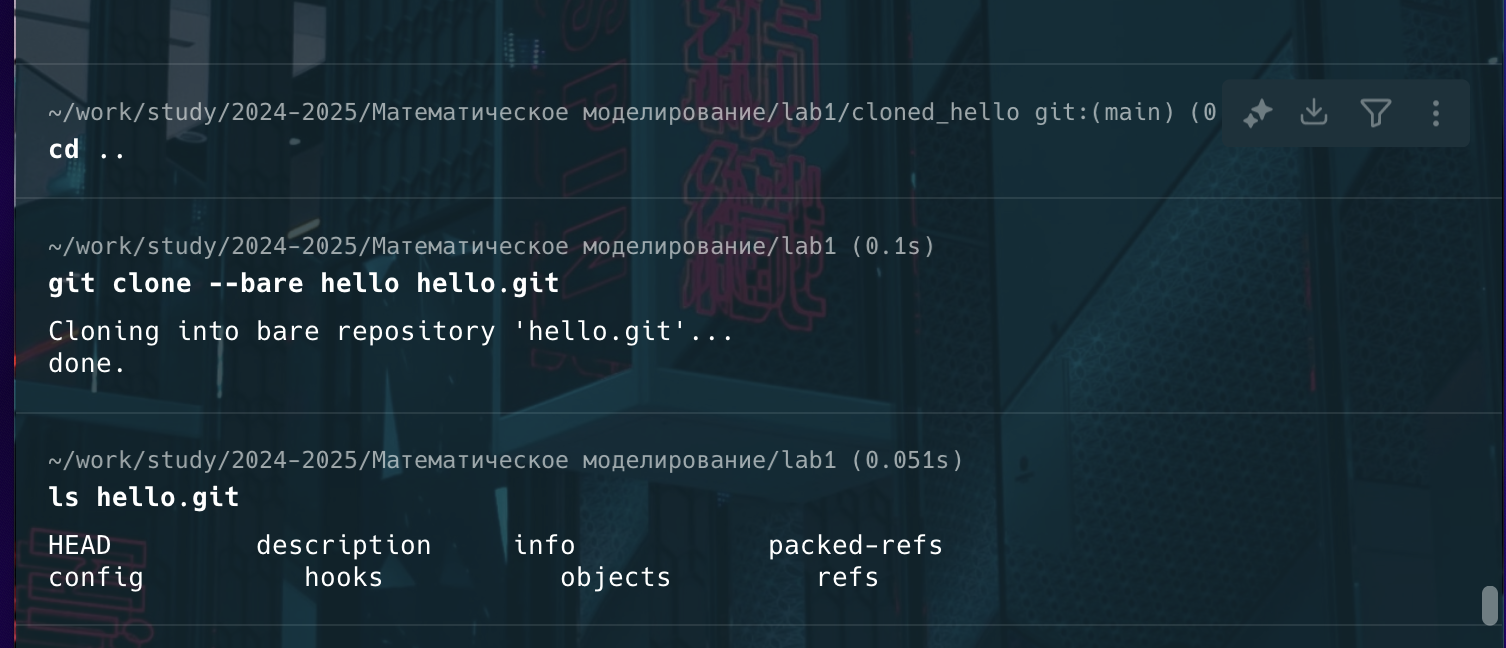 ~/work/study/2024-2025/Математическое моделирование/lab1/cloned_hello git:(main) (0
cd ..
~/work/study/2024-2025/Математическое моделирование/lab1 (0.1s)
git clone --bare hello hello.git
Cloning into bare repository 'hello.git'...
done.
~/work/study/2024-2025/Математическое моделирование/lab1 (0.051s)
ls hello.git
HEAD description info packed-refs
config hooks objects refs